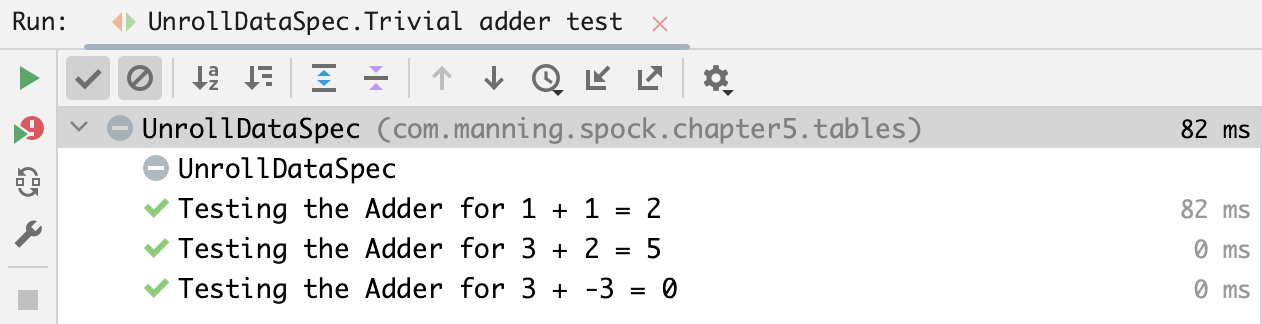 Run: UnrollDataSpec.Trivial adder test
UnrollDataSpec (com.manning.spock.chapter5.tables) 82 ms
UnrollDataSpec
Testing the Adder for 1 + 1 = 2 82 ms
Testing the Adder for 3 + 2 = 5 0 ms
Testing the Adder for 3 + -3 = 0 0 ms